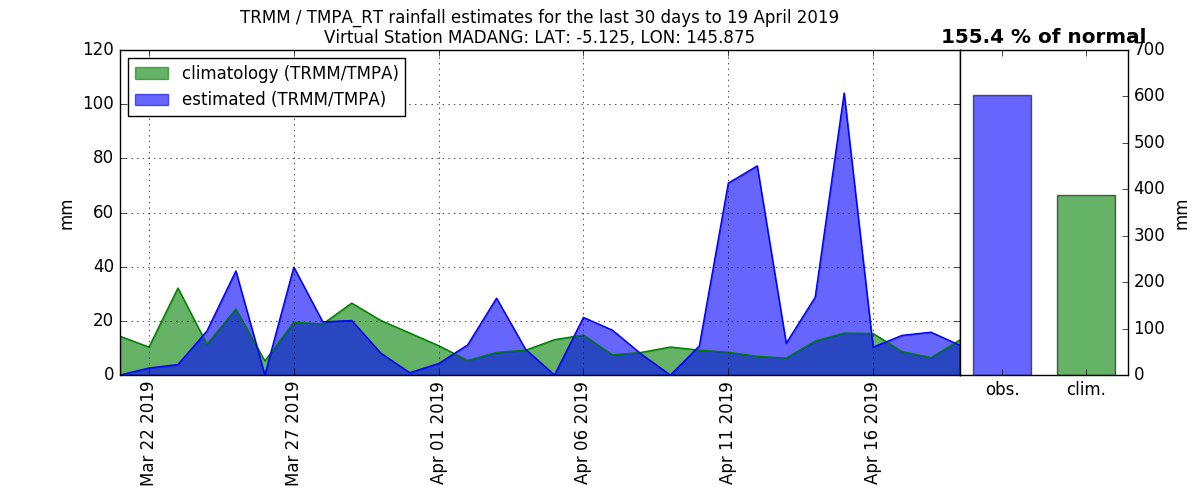 TRMM / TMPA_RT rainfall estimates for the last 30 days to 19 April 2019
Virtual Station MADANG: LAT: -5.125, LON: 145.875
155.4 % of normal
climatology (TRMM/TMPA)
estimated (TRMM/TMPA)
mm
120
100
80
60
40
20
0
Mar 22 2019
Mar 27 2019
Apr 01 2019
Apr 06 2019
Apr 11 2019
Apr 16 2019
obs.
clim.
700
600
500
400
300
200
100
0
mm